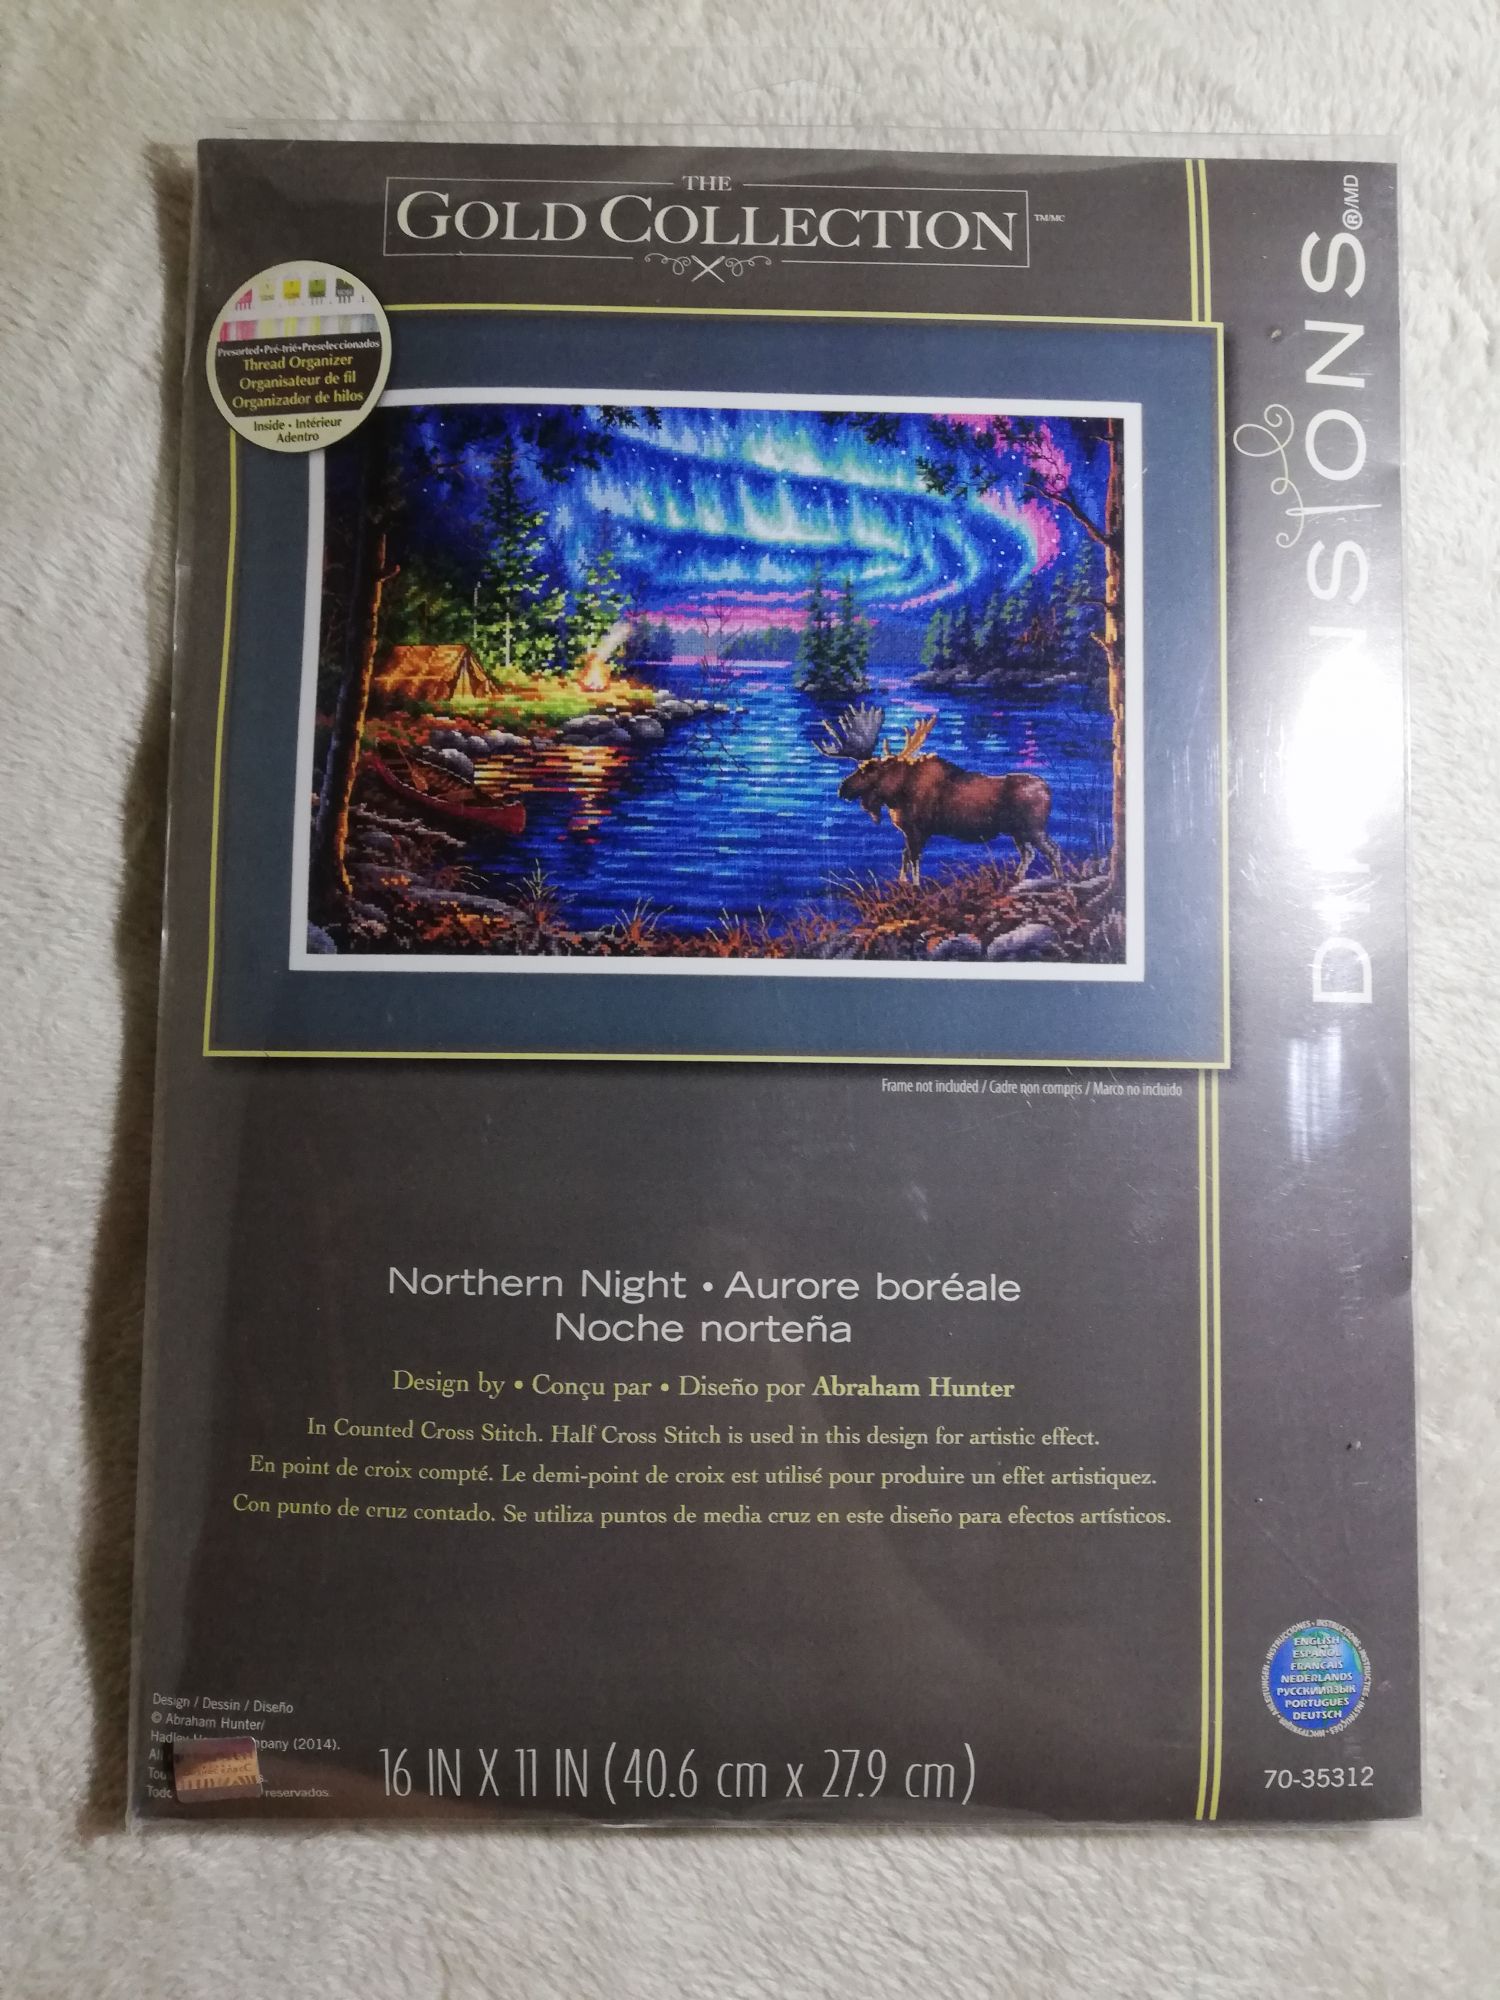 THE
GOLD COLLECTION
TM/MC
Presorted•Pré-trié•Preseleccionados
Thread Organizer
Organisateur de fil
Organizador de hilos
Inside • Intérieur
Adentro
DIMENSIONS®/MD
Frame not included / Cadre non compris / Marco no incluido
Northern Night • Aurore boréale
Noche norteña
Design by • Conçu par • Diseño por Abraham Hunter
In Counted Cross Stitch. Half Cross Stitch is used in this design for artistic effect.
En point de croix compté. Le demi-point de croix est utilisé pour produire un effet artistiquez.
Con punto de cruz contado. Se utiliza puntos de media cruz en este diseño para efectos artísticos.
Design / Dessin / Diseño
© Abraham Hunter/
(2014).
reservados.
16 IN X 11 IN (40.6 cm x 27.9 cm)
INSTRUCCIONES • INSTRUCTIONS
ENGLISH
ESPAÑOL
FRANÇAIS
NEDERLANDS
РУССКИЙЯЗЫК
PORTUGUES
DEUTSCH
70-35312